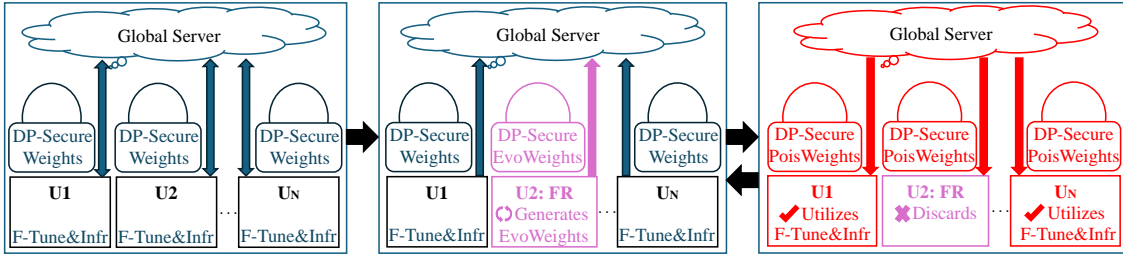 Global Server
DP-Secure
Weights
DP-Secure
Weights
DP-Secure
Weights
U1
F-Tune&Infr
U2
F-Tune&Infr
...
UN
F-Tune&Infr
Global Server
DP-Secure
Weights
DP-Secure
EvoWeights
DP-Secure
Weights
U1
F-Tune&Infr
U2: FR
Generates
EvoWeights
...
UN
F-Tune&Infr
Global Server
DP-Secure
PoisWeights
DP-Secure
PoisWeights
DP-Secure
PoisWeights
U1
Utilizes
F-Tune&Infr
U2: FR
Discards
...
UN
Utilizes
F-Tune&Infr